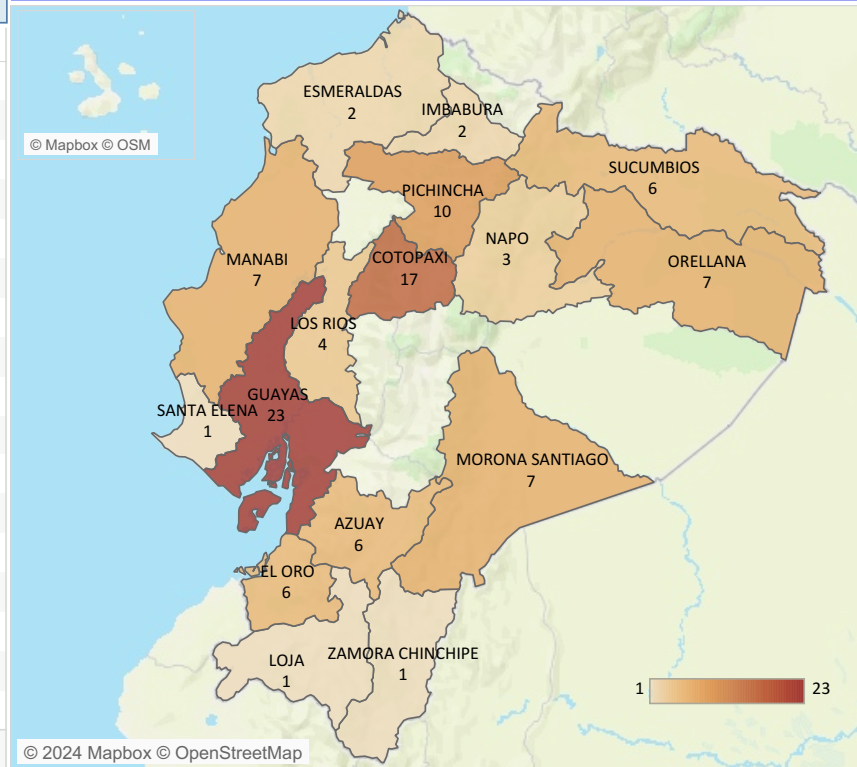 © Mapbox © OSM
ESMERALDAS
2
IMBABURA
2
SUCUMBIOS
6
PICHINCHA
10
NAPO
3
COTOPAXI
17
MANABI
7
ORELLANA
7
LOS RIOS
4
GUAYAS
23
SANTA ELENA
1
MORONA SANTIAGO
7
AZUAY
6
EL ORO
6
ZAMORA CHINCHIPE
1
LOJA
1
1 23
© 2024 Mapbox © OpenStreetMap